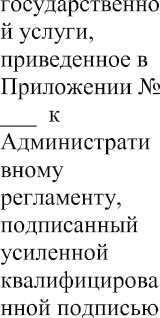 государственно
й услуги,
приведенное в
Приложении №
___ к
Администрати
вному
регламенту,
подписанный
усиленной
квалифицирова
нной подписью